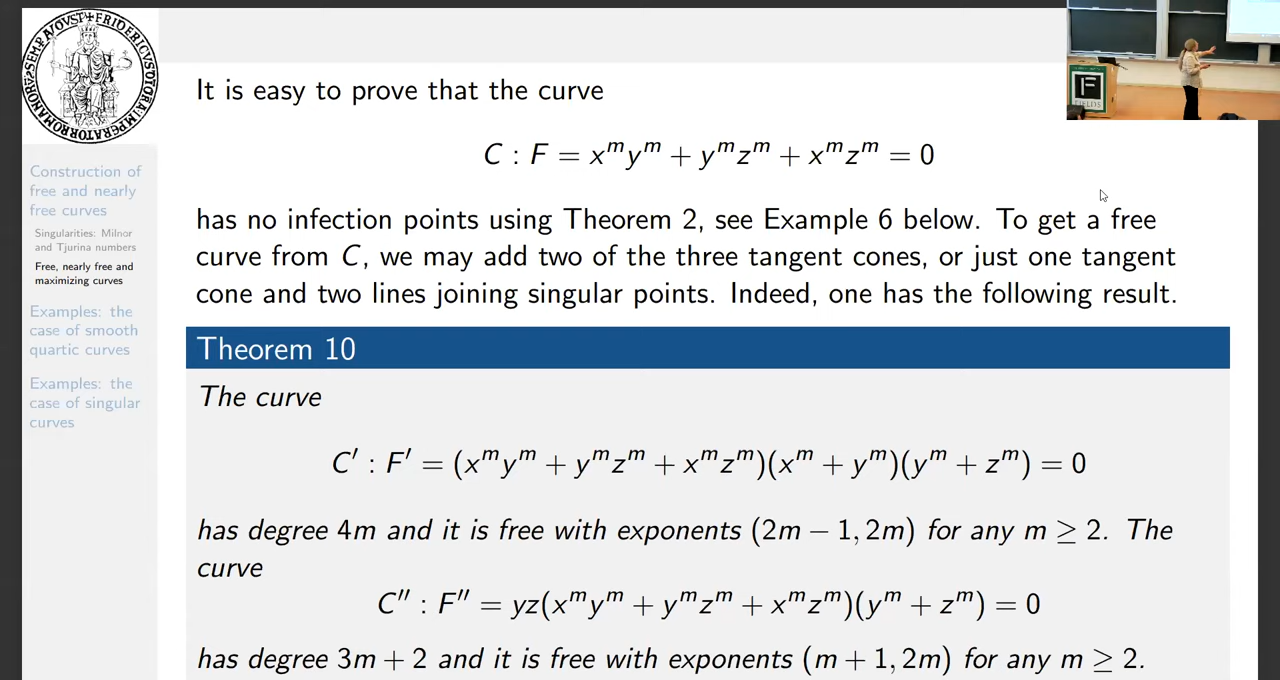 It is easy to prove that the curve
C : F = x^m y^m + y^m z^m + x^m z^m = 0
has no infection points using Theorem 2, see Example 6 below. To get a free
curve from C, we may add two of the three tangent cones, or just one tangent
cone and two lines joining singular points. Indeed, one has the following result.
Theorem 10
The curve
C′ : F′ = (x^m y^m + y^m z^m + x^m z^m)(x^m + y^m)(y^m + z^m) = 0
has degree 4m and it is free with exponents (2m − 1, 2m) for any m ≥ 2. The
curve
C′′ : F′′ = yz(x^m y^m + y^m z^m + x^m z^m)(y^m + z^m) = 0
has degree 3m + 2 and it is free with exponents (m + 1, 2m) for any m ≥ 2.
Construction of
free and nearly
free curves
Singularities: Milnor
and Tjurina numbers
Free, nearly free and
maximizing curves
Examples: the
case of smooth
quartic curves
Examples: the
case of singular
curves
F
FIELDS